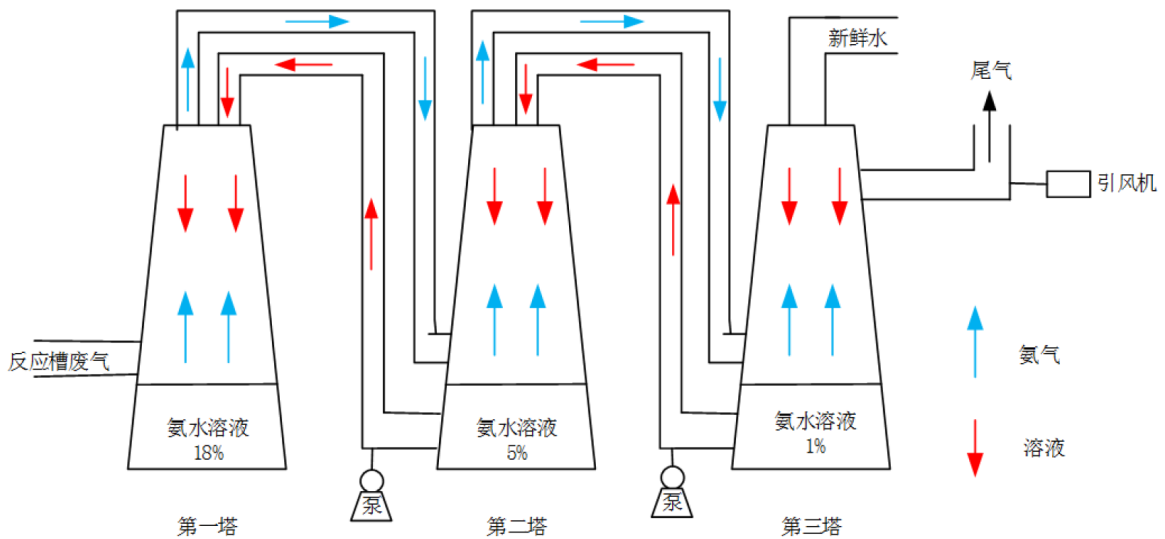 新鲜水
尾气
引风机
反应槽废气
氨水溶液
18%
氨水溶液
5%
氨水溶液
1%
氨气
溶液
泵
泵
第一塔
第二塔
第三塔